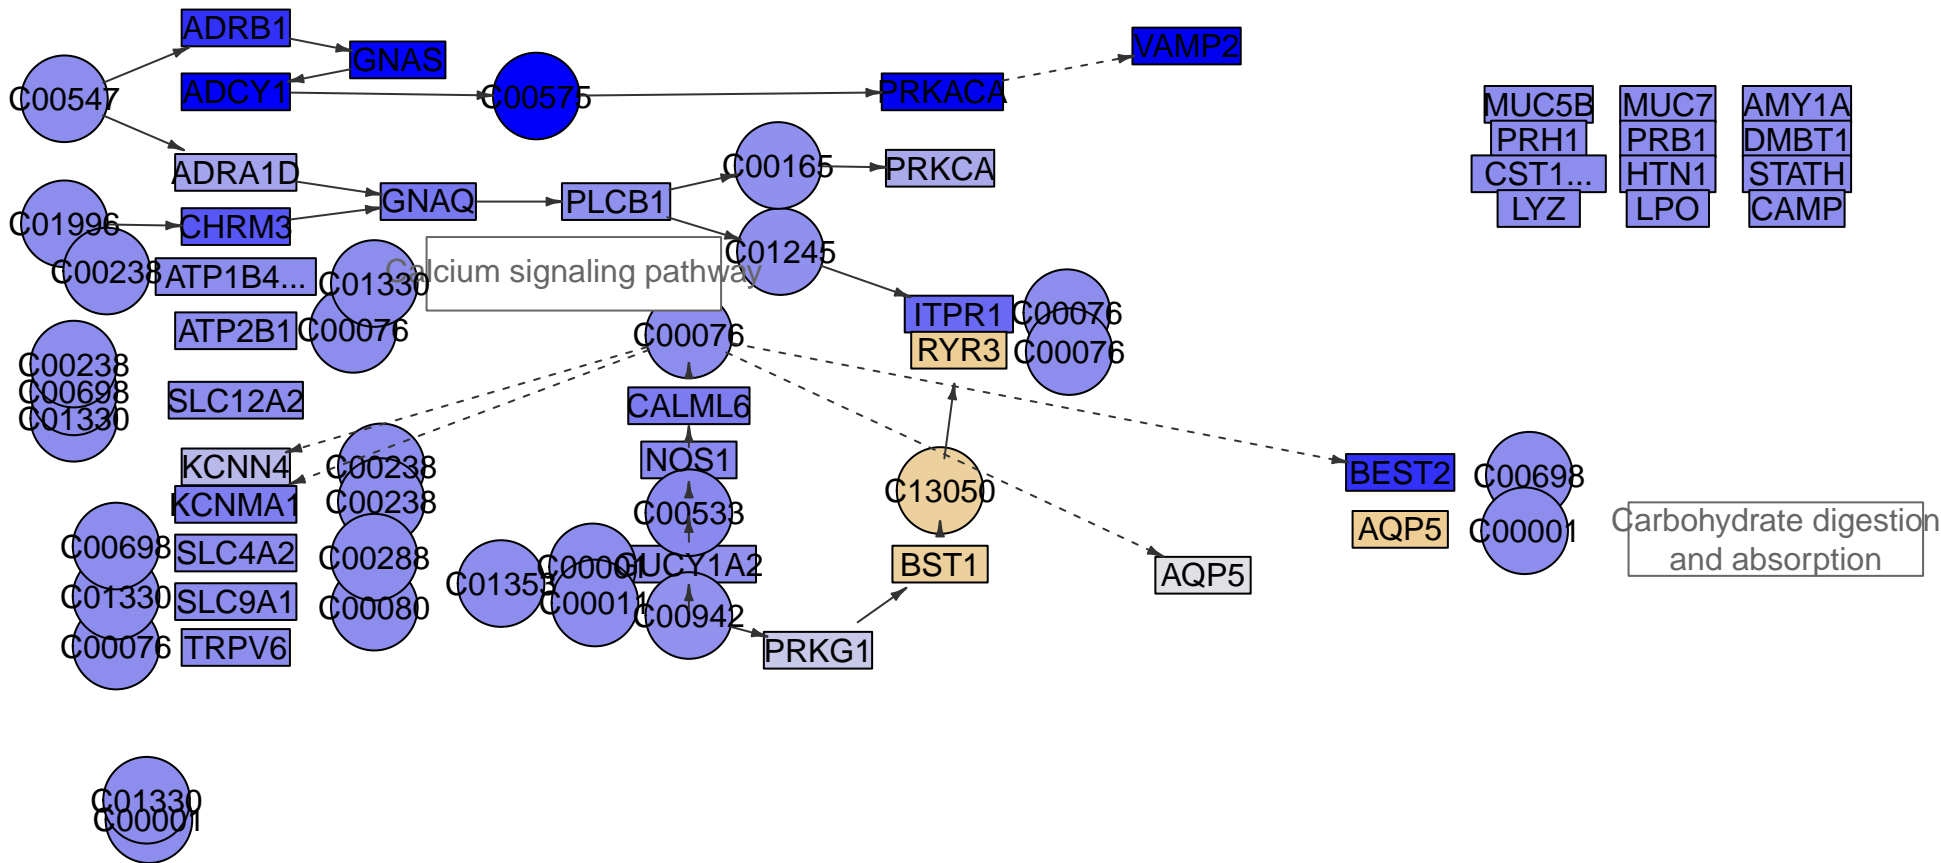 ADRB1
GNAS
VAMP2
C00547
ADCY1
C00575
PRKACA
MUC5B
MUC7
AMY1A
PRH1
PRB1
DMBT1
ADRA1D
C00165
PRKCA
CST1...
HTN1
STATH
GNAQ
PLCB1
LYZ
LPO
CAMP
C01996
CHRM3
C01245
C00238
ATP1B4...
C01330
Calcium signaling pathway
ATP2B1
C00076
C00076
ITPR1
C00076
RYR3
C00076
C00238
C00698
C01330
SLC12A2
CALML6
KCNN4
C00238
NOS1
BEST2
C00698
KCNMA1
C00238
C00533
C13050
AQP5
C00001
Carbohydrate digestion
and absorption
C00698
SLC4A2
C00288
C01353
C00001
GUCY1A2
BST1
AQP5
C01330
SLC9A1
C00080
C00011
C00942
C00076
TRPV6
PRKG1
C01330
C00001